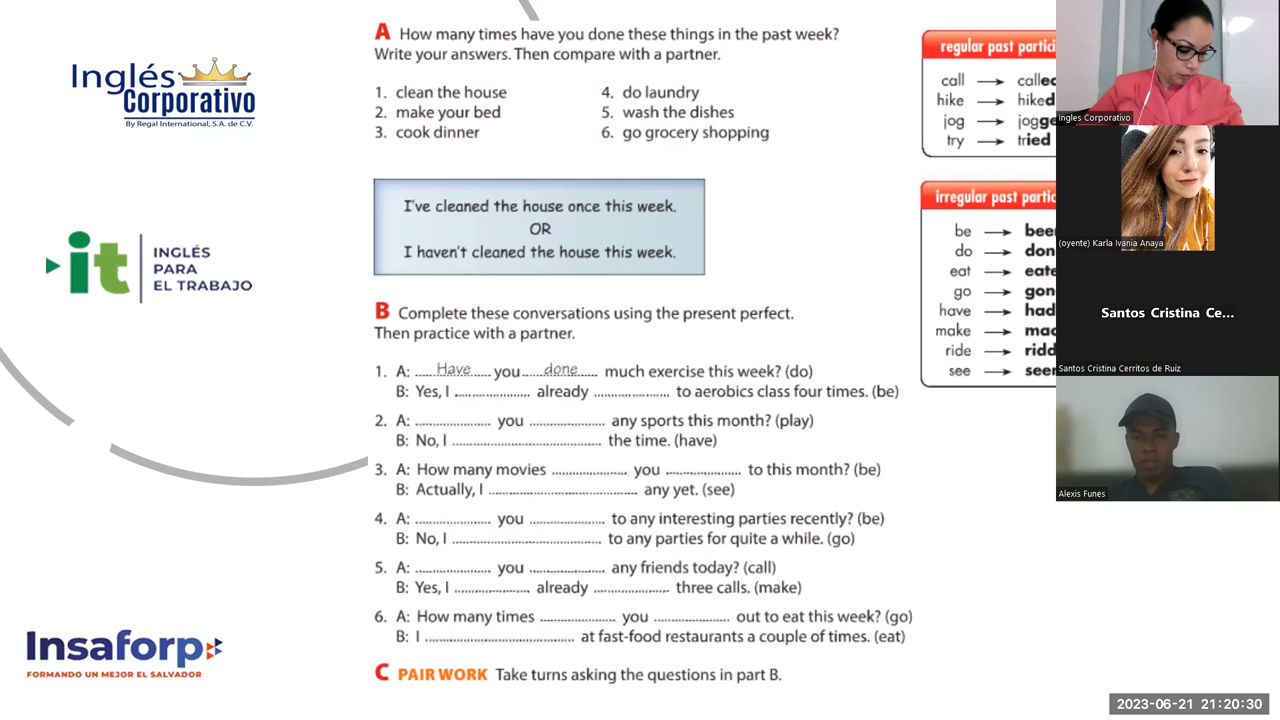 Inglés
Corporativo
By Regal International, S.A. de C.V.
it
INGLÉS
PARA
EL TRABAJO
Insaforp
FORMANDO UN MEJOR EL SALVADOR
A How many times have you done these things in the past week?
Write your answers. Then compare with a partner.
1. clean the house
2. make your bed
3. cook dinner
4. do laundry
5. wash the dishes
6. go grocery shopping
I've cleaned the house once this week.
OR
I haven't cleaned the house this week.
B Complete these conversations using the present perfect.
Then practice with a partner.
1. A: Have you done much exercise this week? (do)
B: Yes, I .................... already .................... to aerobics class four times. (be)
2. A: .................... you .................... any sports this month? (play)
B: No, I ........................................ the time. (have)
3. A: How many movies .................... you .................... to this month? (be)
B: Actually, I ........................................ any yet. (see)
4. A: .................... you .................... to any interesting parties recently? (be)
B: No, I ........................................ to any parties for quite a while. (go)
5. A: .................... you .................... any friends today? (call)
B: Yes, I .................... already .................... three calls. (make)
6. A: How many times .................... you .................... out to eat this week? (go)
B: I ........................................ at fast-food restaurants a couple of times. (eat)
C PAIR WORK Take turns asking the questions in part B.
regular past partici
call → calle
hike → hiked
jog → jogge
try → tried
irregular past partic
be → bee
do → don
eat → eate
go → gon
have → had
make → mad
ride → ridd
see → see
Ingles Corporativo
(oyente) Karla Ivania Anaya
Santos Cristina Ce...
Santos Cristina Cerritos de Ruiz
Alexis Funes
2023-06-21 21:20:30